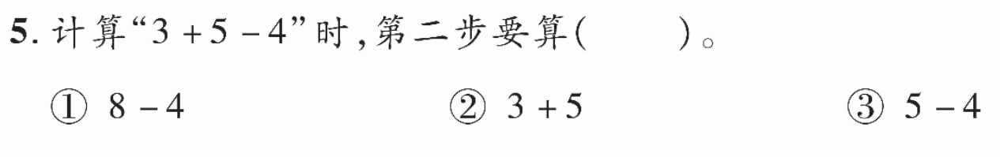 5. 计算“3+5-4”时,第二步要算(　　)。
① 8-4　② 3+5　③ 5-4